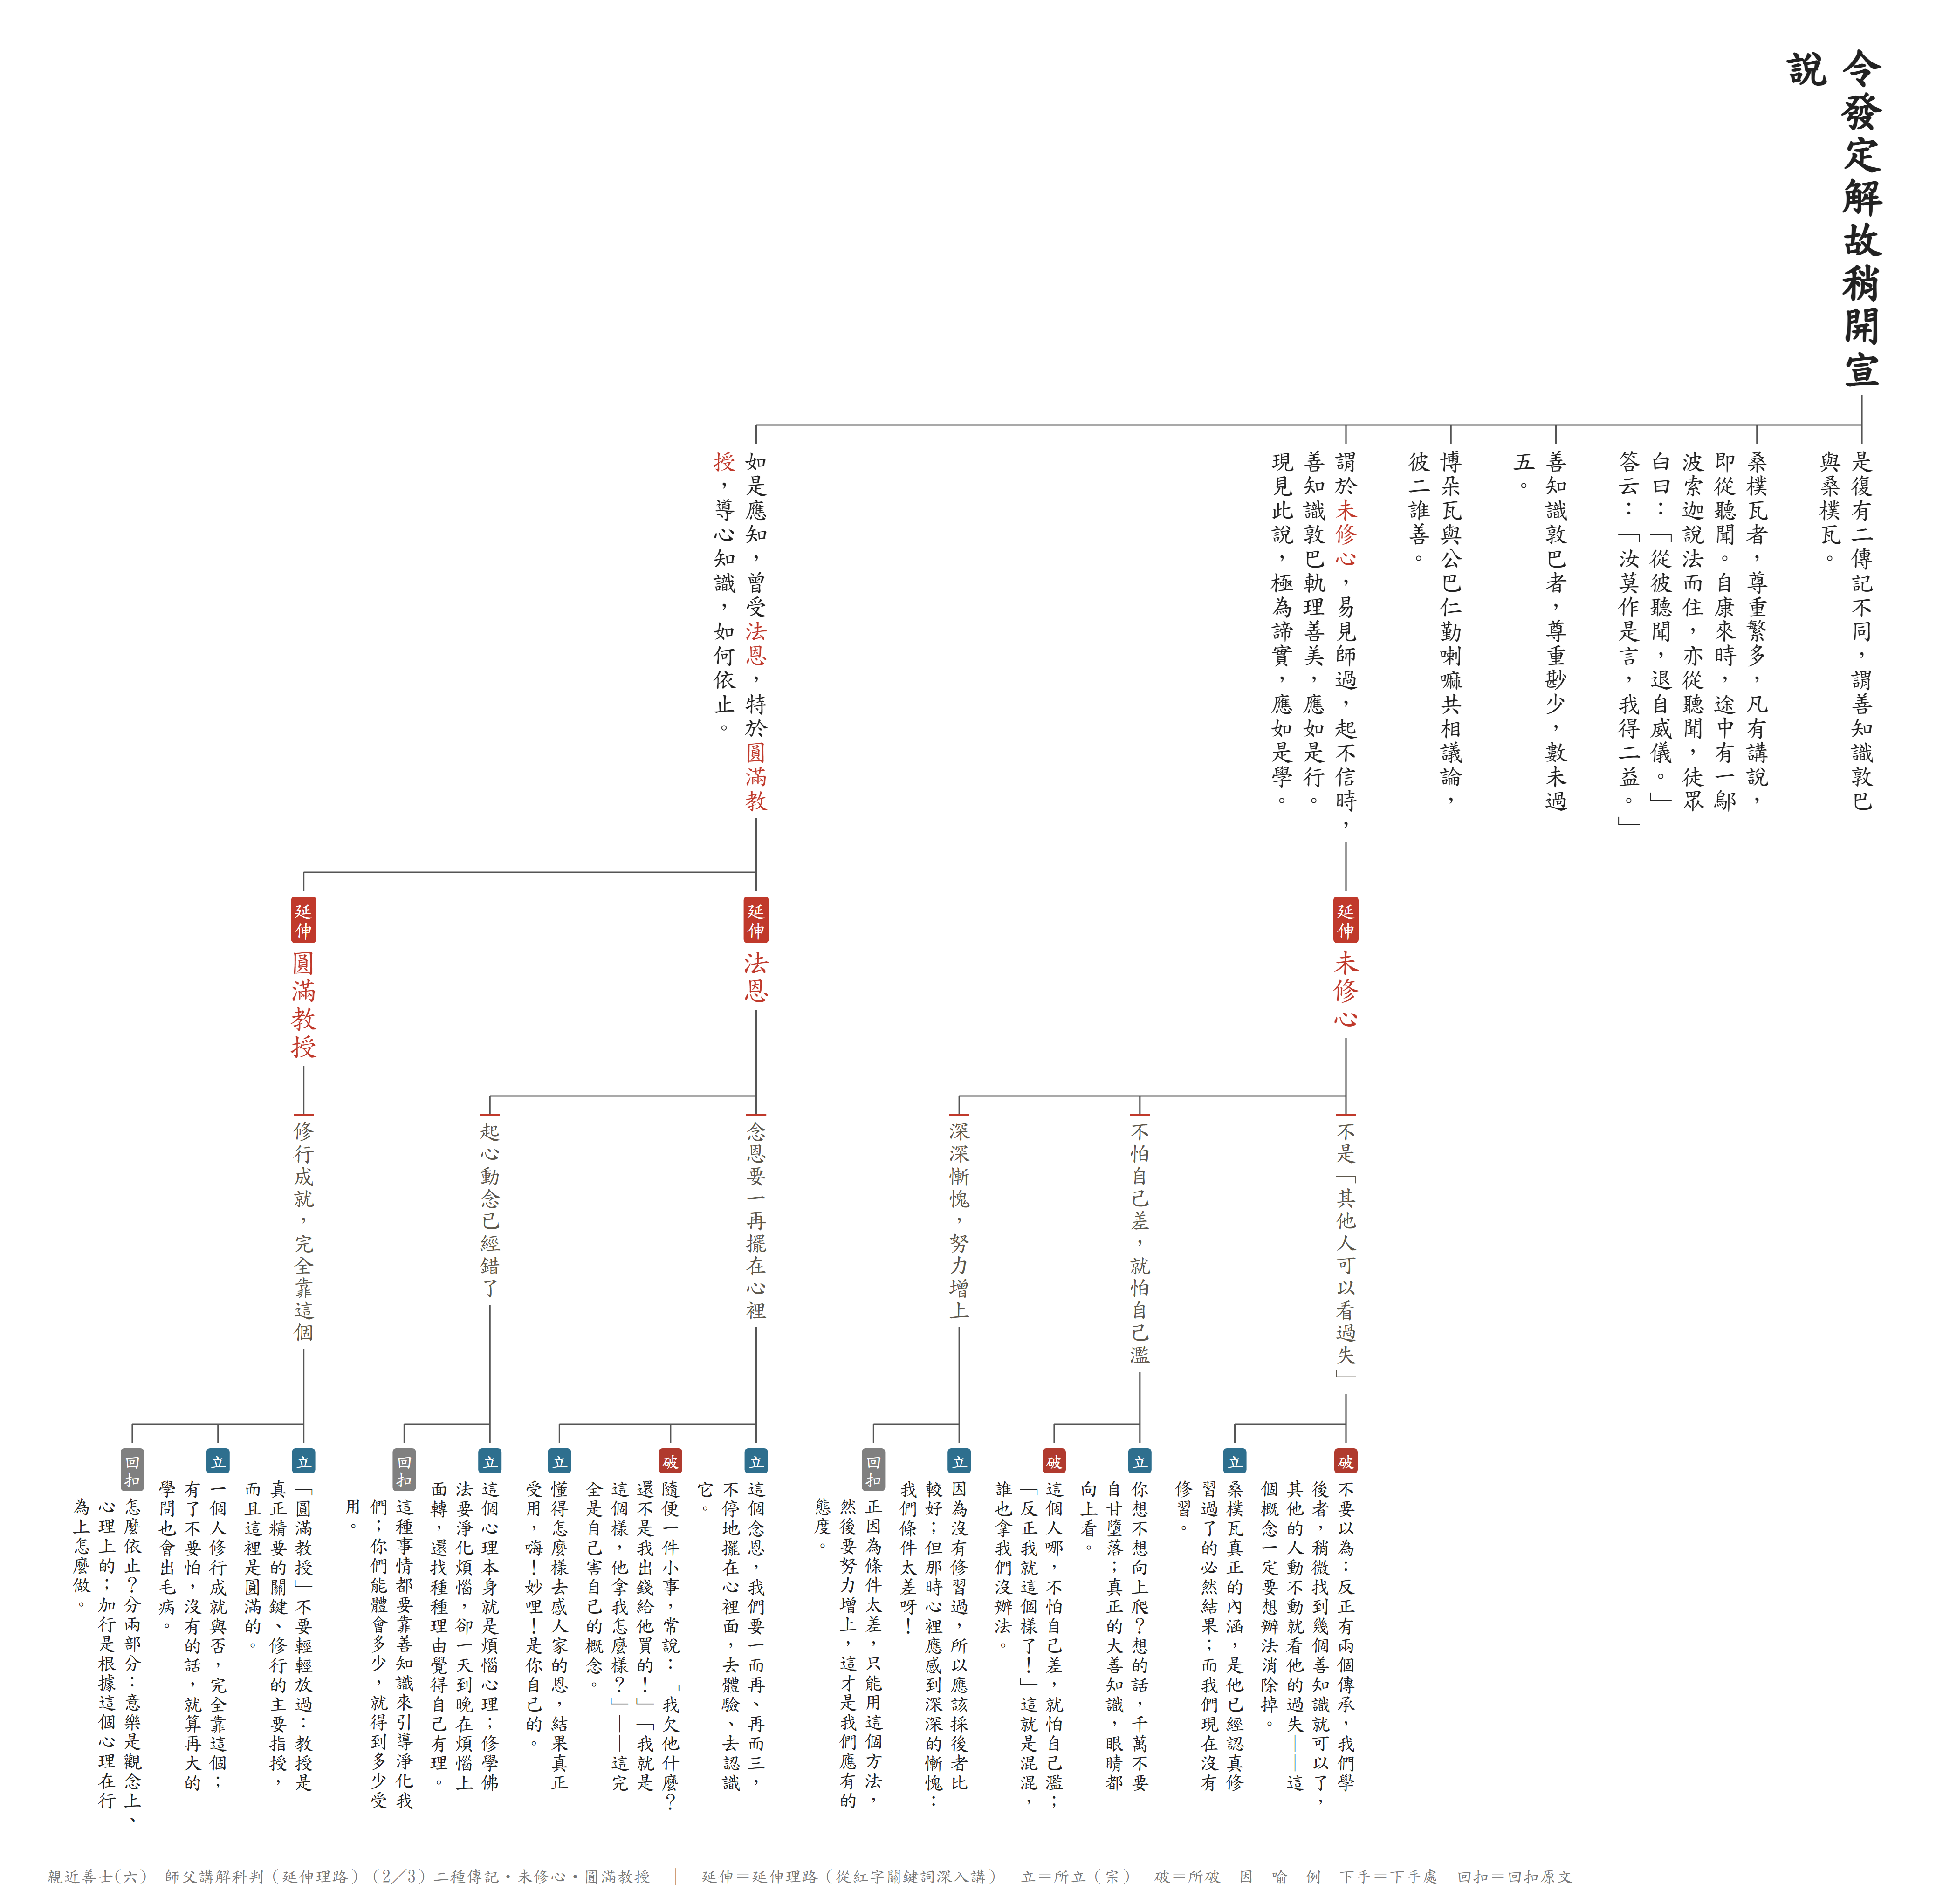 令發定解故稍開宣
說
是復有二傳記不同，謂善知識敦巴
與桑樸瓦。
桑樸瓦者，尊重繁多，凡有講說，
即從聽聞。自康來時，途中有一鄔
波索迦說法而住，亦從聽聞，徒眾
白曰：「從彼聽聞，退自威儀。」
答云：「汝莫作是言，我得二益。」
善知識敦巴者，尊重尠少，數未過
五。
博朵瓦與公巴仁勤喇嘛共相議論，
彼二誰善。
謂於未修心，易見師過，起不信時，
善知識敦巴軌理善美，應如是行。
現見此說，極為諦實，應如是學。
如是應知，曾受法恩，特於圓滿教
授，導心知識，如何依止。
延伸
未修心
延伸
法恩
延伸
圓滿教授
不是「其他人可以看過失」
不怕自己差，就怕自己濫
深深慚愧，努力增上
念恩要一再擺在心裡
起心動念已經錯了
修行成就，完全靠這個
破
不要以為：反正有兩個傳承，我們學
後者，稍微找到幾個善知識就可以了，
其他的人動不動就看他的過失——這
個概念一定要想辦法消除掉。
立
桑樸瓦真正的內涵，是他已經認真修
習過了的必然結果；而我們現在沒有
修習。
立
你想不想向上爬？想的話，千萬不要
自甘墮落；真正的大善知識，眼睛都
向上看。
破
這個人哪，不怕自己差，就怕自己濫；
「反正我就這個樣了！」這就是混混，
誰也拿我們沒辦法。
立
因為沒有修習過，所以應該採後者比
較好；但那時心裡應感到深深的慚愧：
我們條件太差呀！
回扣
正因為條件太差，只能用這個方法，
然後要努力增上，這才是我們應有的
態度。
立
這個念恩，我們要一而再、再而三，
不停地擺在心裡面，去體驗、去認識
它。
破
隨便一件小事，常說：「我欠他什麼？
還不是我出錢給他買的！」「我就是
這個樣，他拿我怎麼樣？」——這完
全是自己害自己的概念。
立
懂得怎麼樣去感人家的恩，結果真正
受用，嗨！妙哩！是你自己的。
立
這個心理本身就是煩惱心理；修學佛
法要淨化煩惱，卻一天到晚在煩惱上
面轉，還找種種理由覺得自己有理。
回扣
這種事情都要靠善知識來引導淨化我
們；你們能體會多少，就得到多少受
用。
立
「圓滿教授」不要輕輕放過：教授是
真正精要的關鍵、修行的主要指授，
而且這裡是圓滿的。
立
一個人修行成就與否，完全靠這個；
有了不要怕，沒有的話，就算再大的
學問也會出毛病。
回扣
怎麼依止？分兩部分：意樂是觀念上、
心理上的；加行是根據這個心理在行
為上怎麼做。
親近善士(六)　師父講解科判（延伸理路）（2／3）二種傳記・未修心・圓滿教授　｜　延伸＝延伸理路（從紅字關鍵詞深入講）　立＝所立（宗）　破＝所破　因　喻　例　下手＝下手處　回扣＝回扣原文